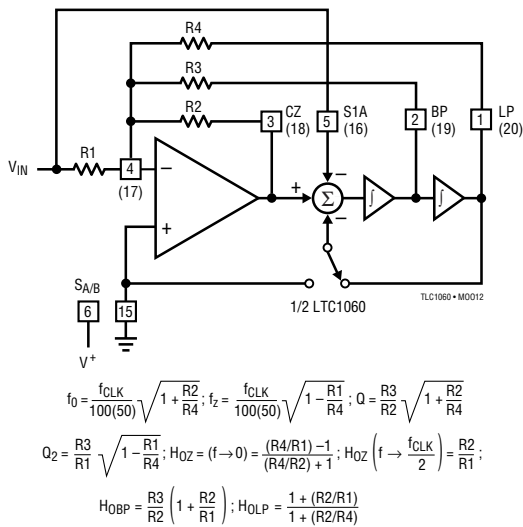 R4
R3
R2
3 CZ (18)
5 S1A (16)
2 BP (19)
1 LP (20)
VIN
R1
4
(17)
−
+
+
Σ
−
−
∫
∫
SA/B
6
15
V+
1/2 LTC1060
TLC1060 • MOO12
f0 = fCLK/100(50) √(1 + R2/R4) ; fz = fCLK/100(50) √(1 − R1/R4) ; Q = R3/R2 √(1 + R2/R4)
Q2 = R3/R1 √(1 − R1/R4) ; HOZ = (f→0) = (R4/R1) −1/(R4/R2) + 1 ; HOZ (f → fCLK/2) = R2/R1 ;
HOBP = R3/R2 (1 + R2/R1) ; HOLP = 1 + (R2/R1)/1 + (R2/R4)